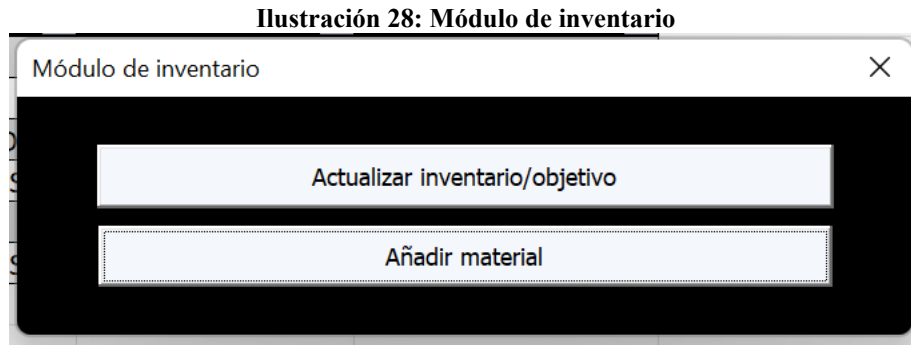 Ilustración 28: Módulo de inventario
Módulo de inventario
Actualizar inventario/objetivo
Añadir material